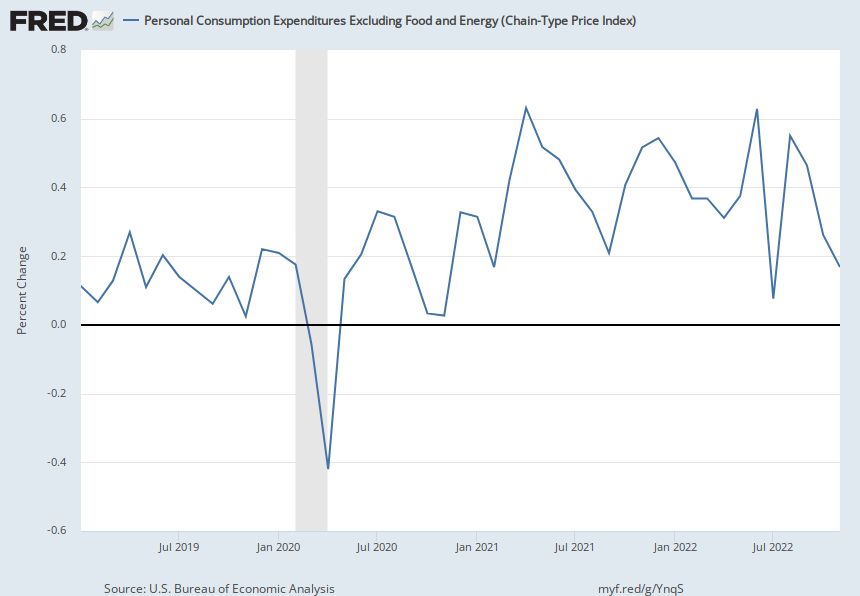 FRED
Personal Consumption Expenditures Excluding Food and Energy (Chain-Type Price Index)
Percent Change
0.8
0.6
0.4
0.2
0.0
-0.2
-0.4
-0.6
Jul 2019 Jan 2020 Jul 2020 Jan 2021 Jul 2021 Jan 2022 Jul 2022
Source: U.S. Bureau of Economic Analysis myf.red/g/YnqS